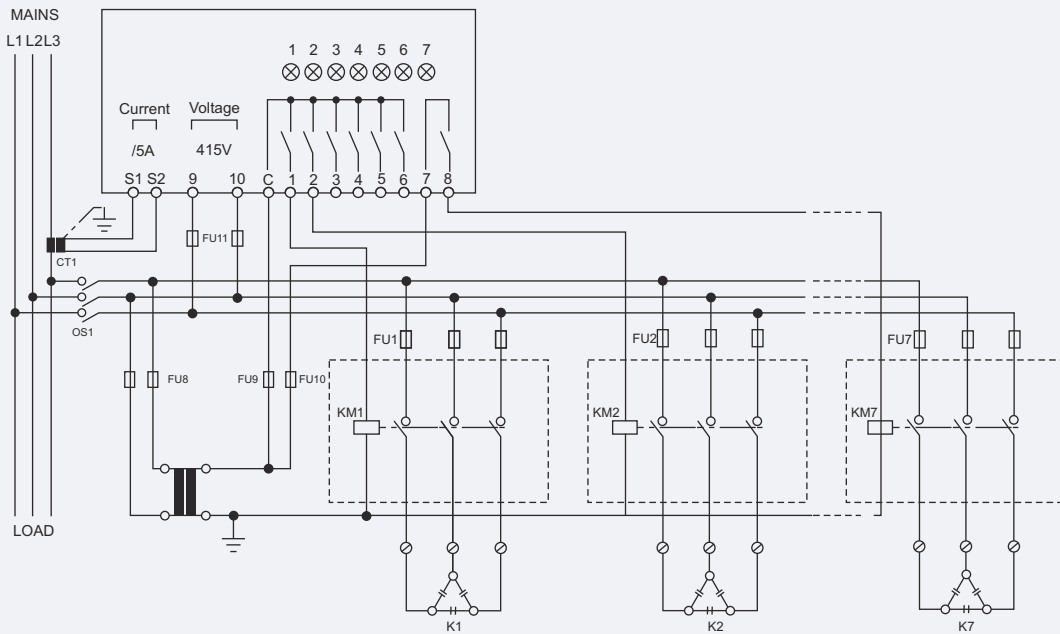 MAINS
L1 L2 L3
1 2 3 4 5 6 7
Current Voltage
/5A 415V
S1 S2 9 10 C 1 2 3 4 5 6 7 8
FU11
CT1
OS1
FU1 FU2 FU7
FU8 FU9 FU10
KM1 KM2 KM7
LOAD
K1 K2 K7